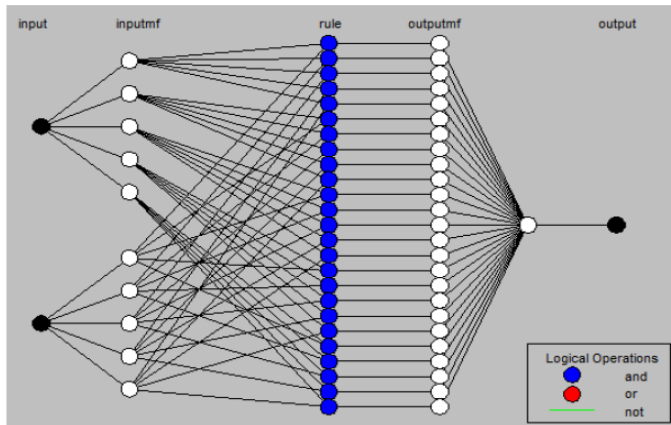 input inputmf rule outputmf output
Logical Operations
and
or
not